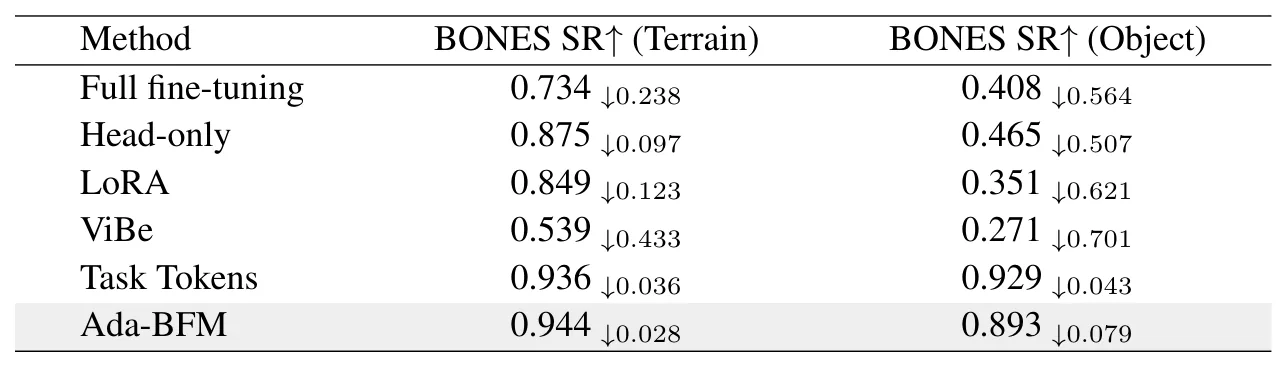 Method BONES SR↑ (Terrain) BONES SR↑ (Object)
Full fine-tuning 0.734 ↓0.238 0.408 ↓0.564
Head-only 0.875 ↓0.097 0.465 ↓0.507
LoRA 0.849 ↓0.123 0.351 ↓0.621
ViBe 0.539 ↓0.433 0.271 ↓0.701
Task Tokens 0.936 ↓0.036 0.929 ↓0.043
Ada-BFM 0.944 ↓0.028 0.893 ↓0.079